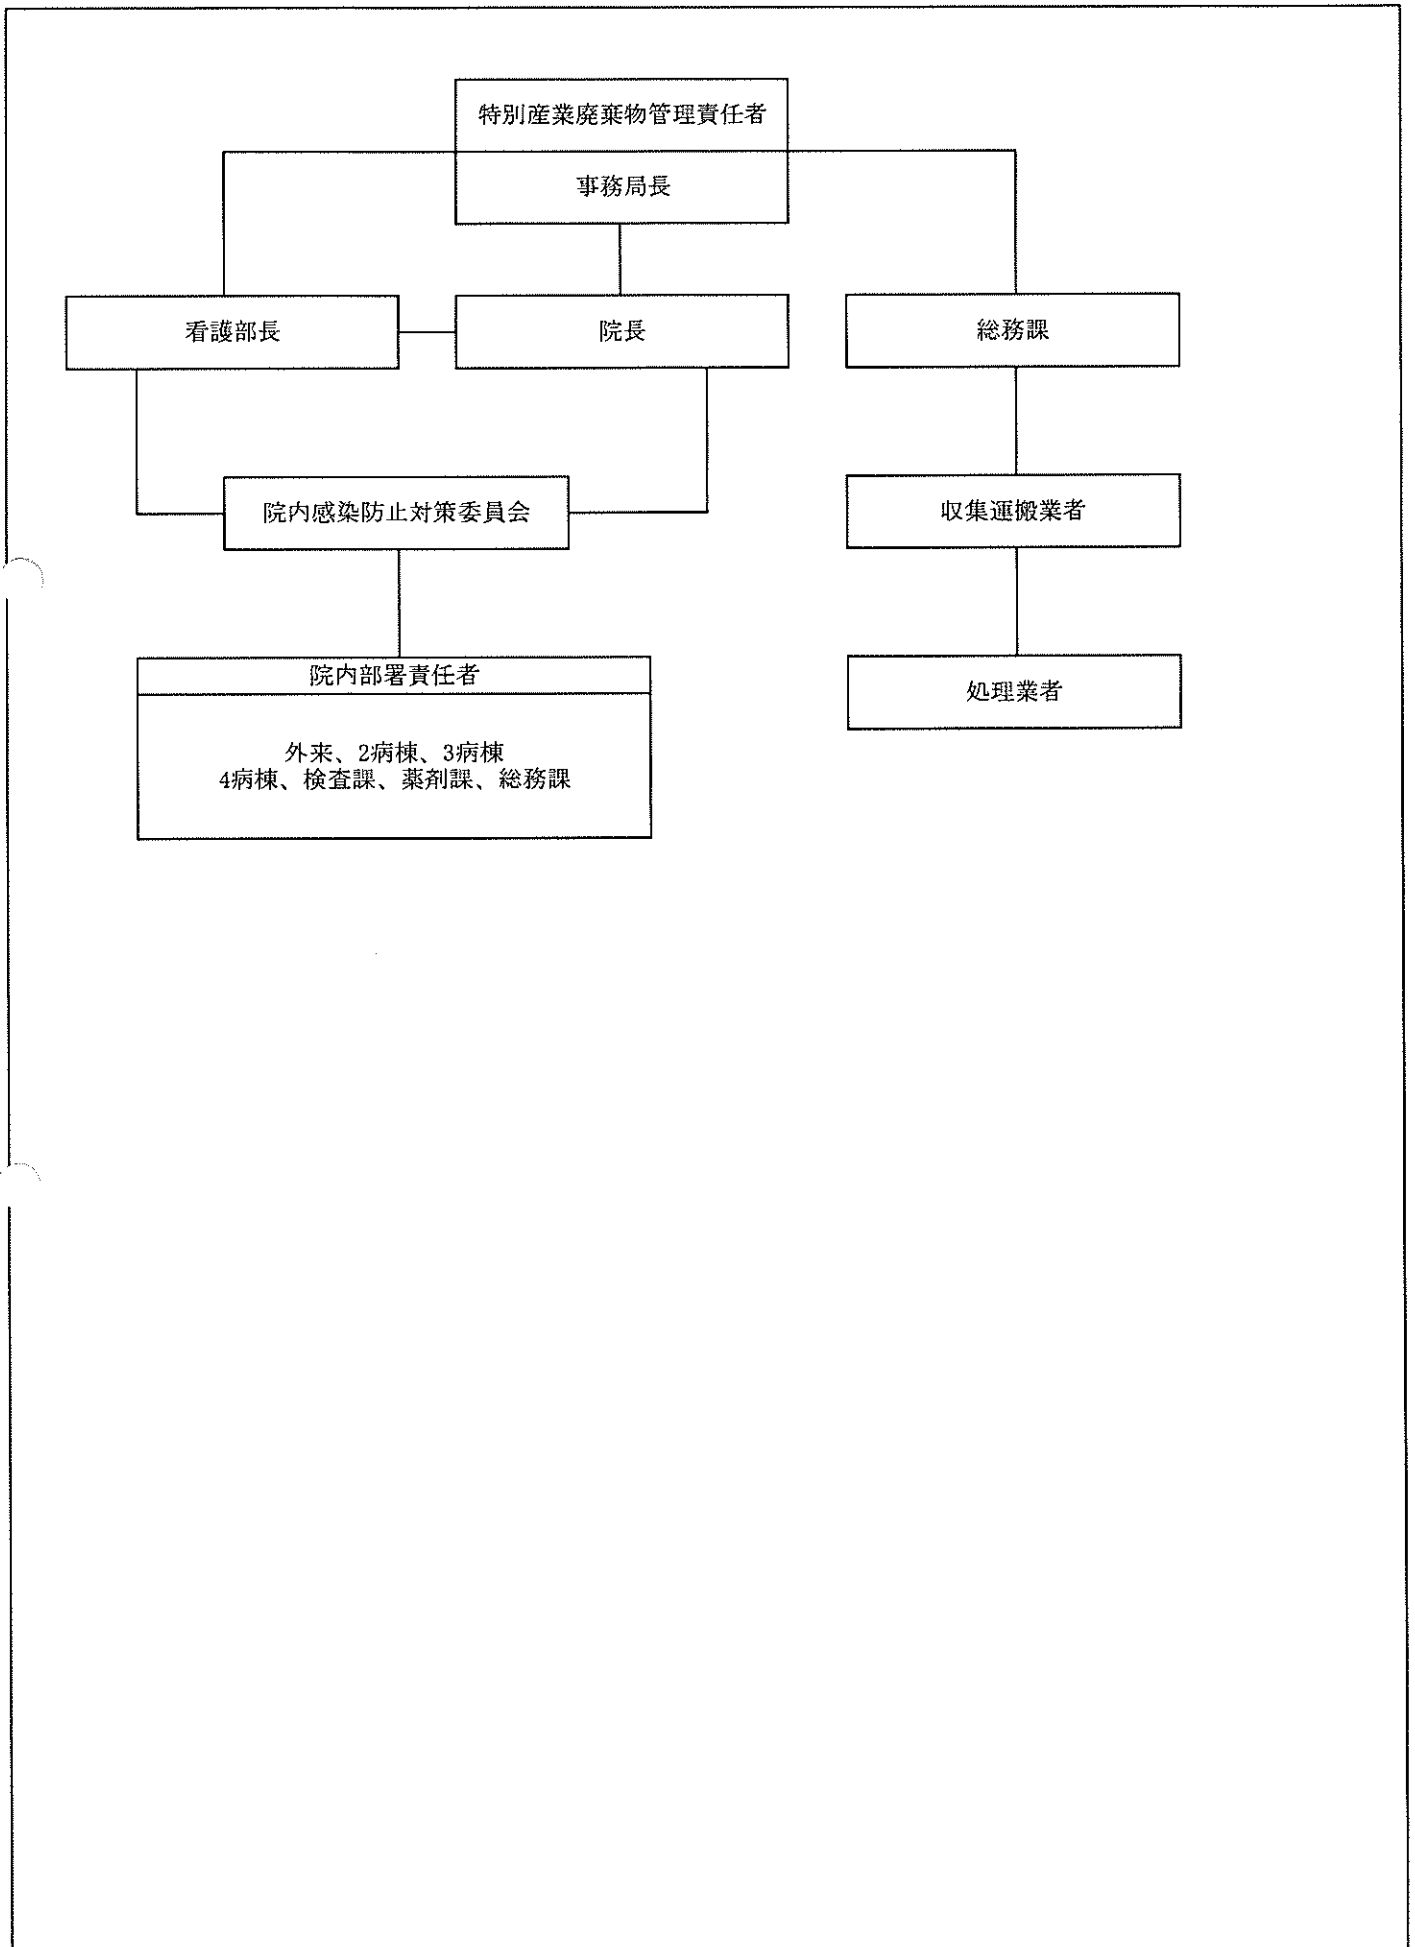 特別産業廃棄物管理責任者
事務局長
看護部長
院長
総務課
院内感染防止対策委員会
収集運搬業者
院内部署責任者
処理業者
外来、2病棟、3病棟
4病棟、検査課、薬剤課、総務課